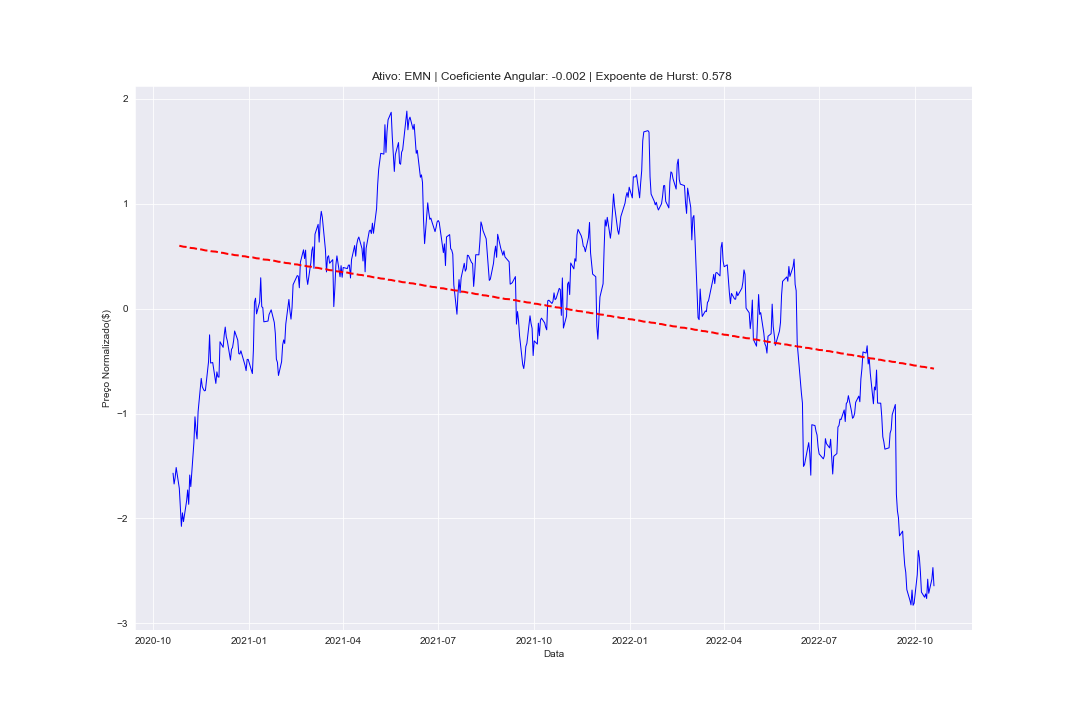 Ativo: EMN | Coeficiente Angular: -0.002 | Expoente de Hurst: 0.578
Preço Normalizado($)
2
1
0
−1
−2
−3
2020-10 2021-01 2021-04 2021-07 2021-10 2022-01 2022-04 2022-07 2022-10
Data